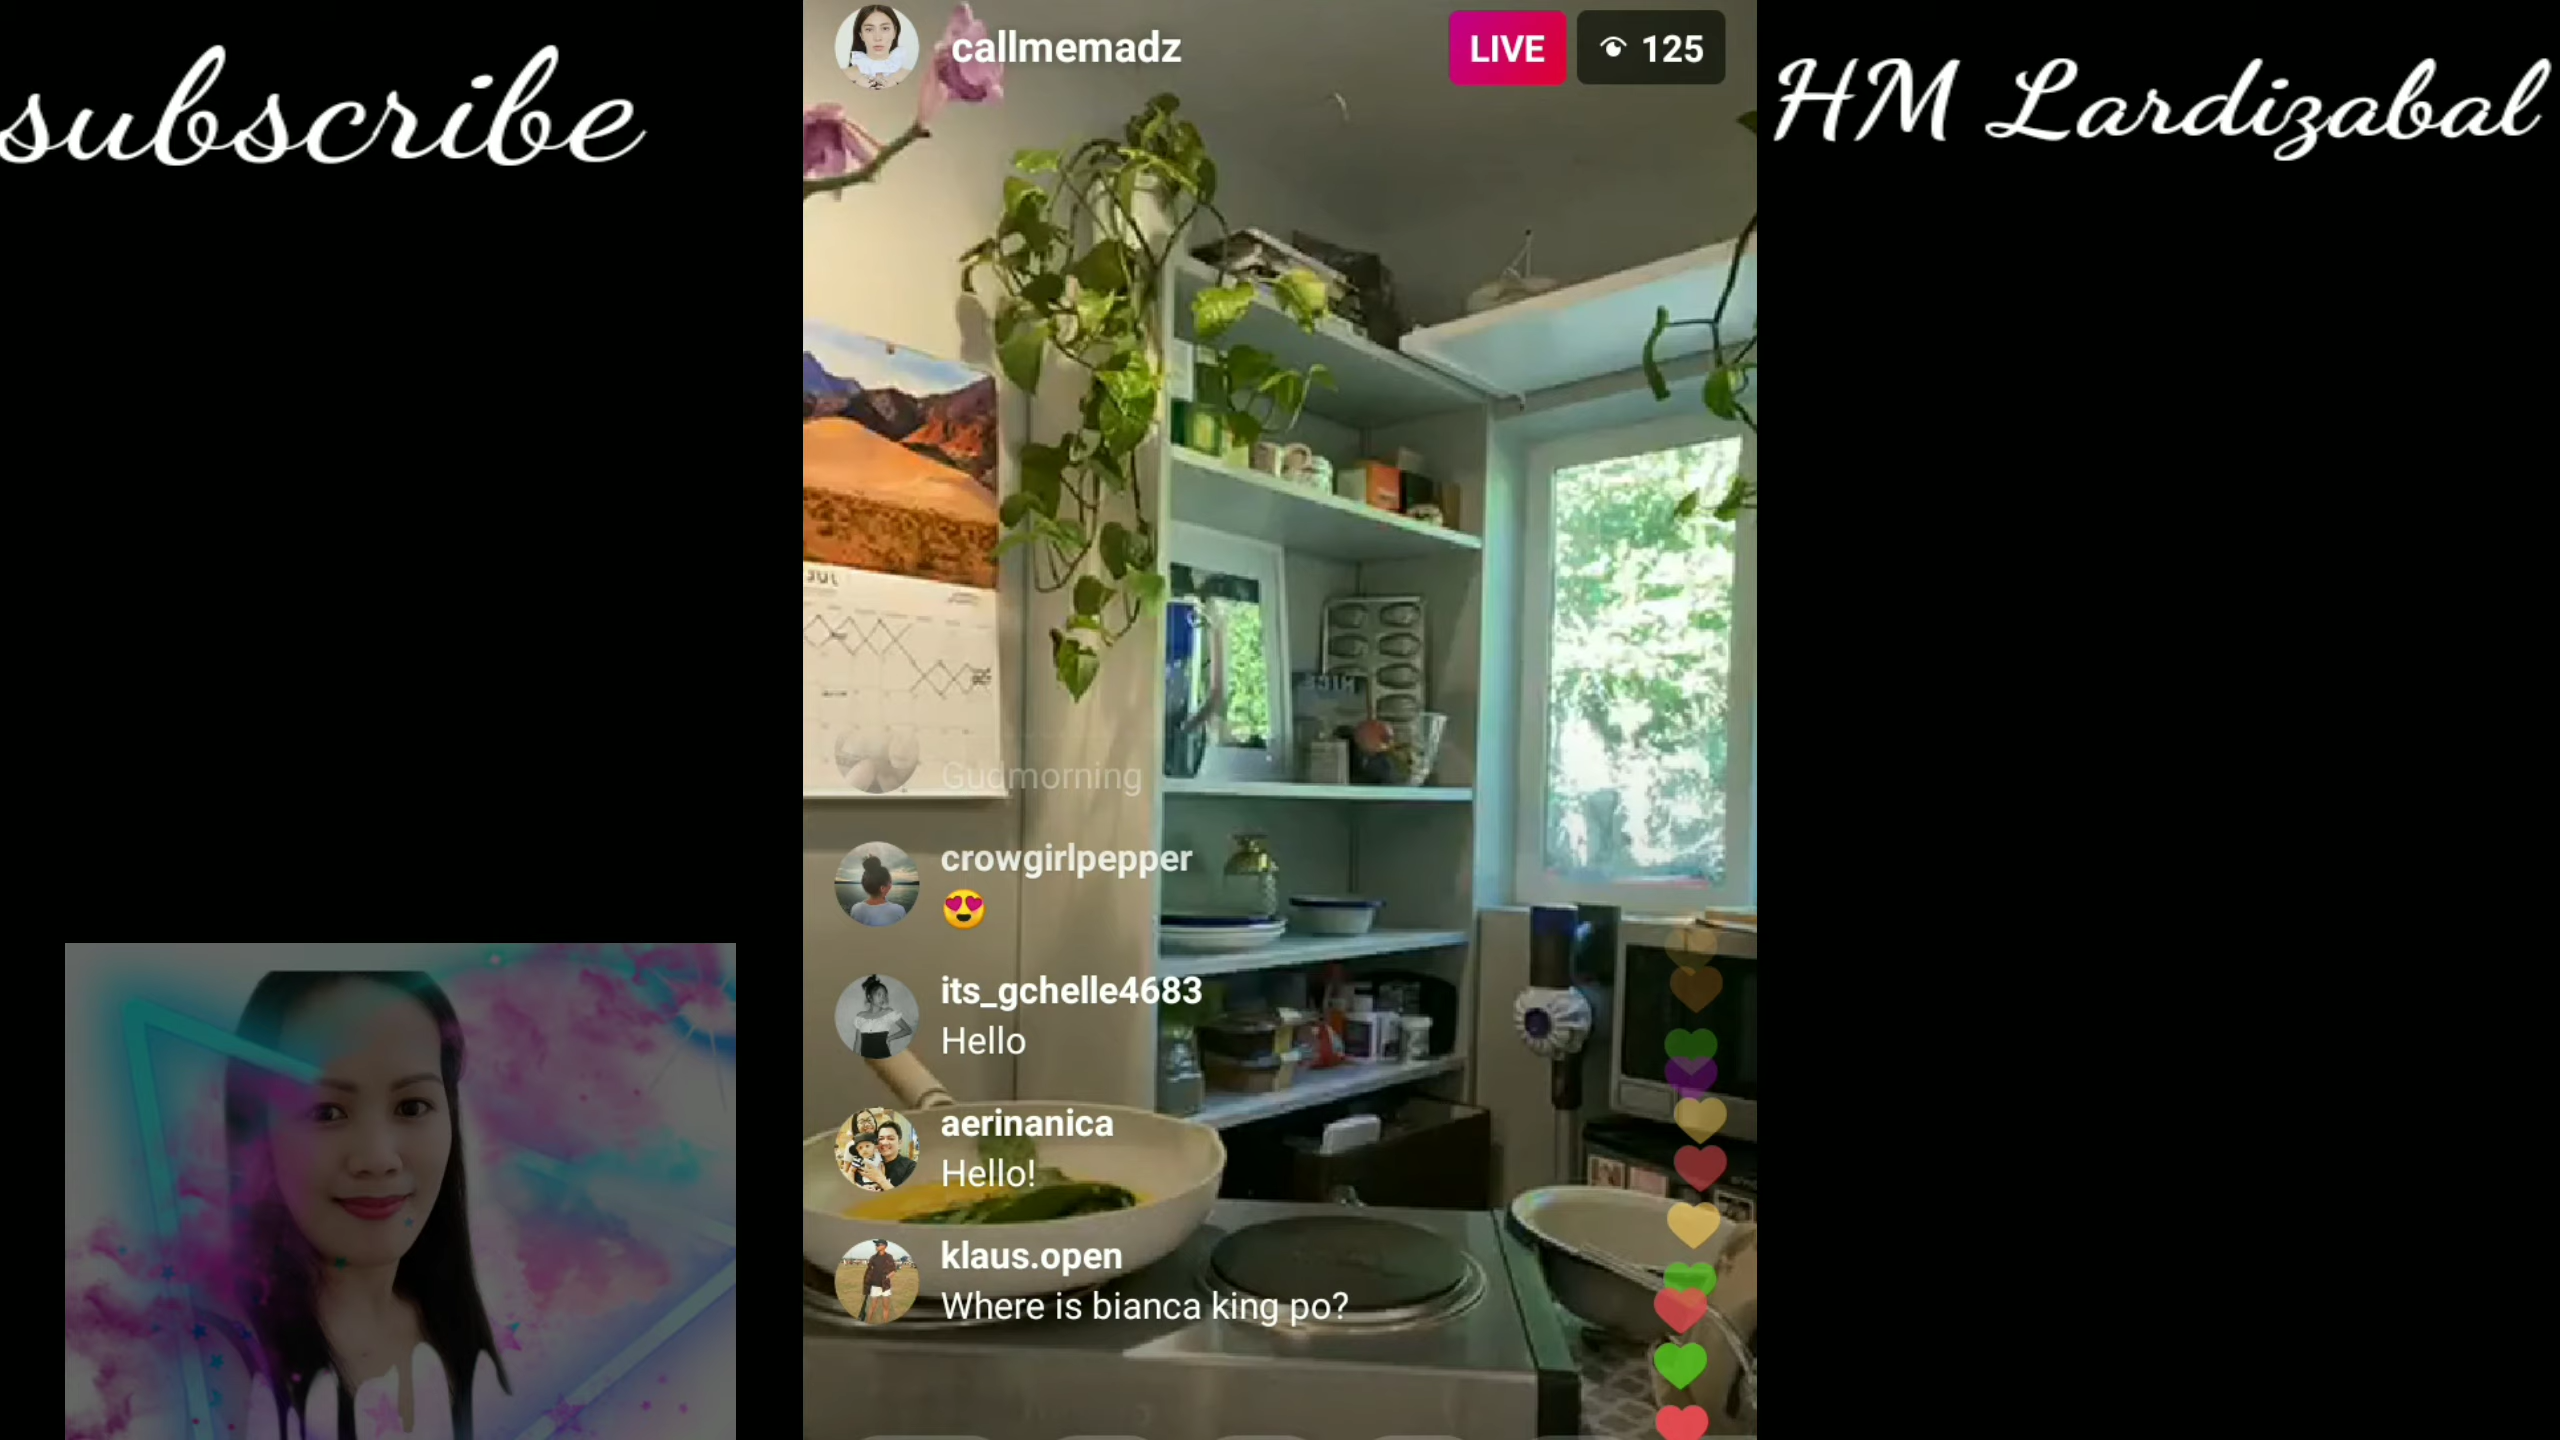 subscribe
callmemadz
LIVE
125
HM Lardizabal
JUL
Gudmorning
crowgirlpepper
😍
its_gchelle4683
Hello
aerinanica
Hello!
klaus.open
Where is bianca king po?